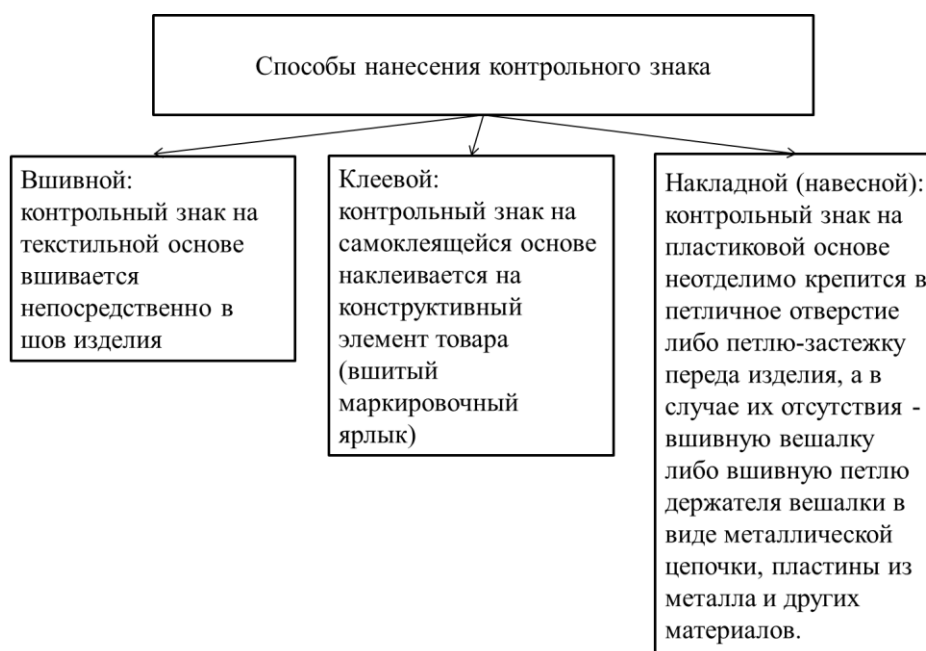 Способы нанесения контрольного знака
Вшивной:
контрольный знак на
текстильной основе
вшивается
непосредственно в
шов изделия
Клеевой:
контрольный знак на
самоклеящейся основе
наклеивается на
конструктивный
элемент товара
(вшитый
маркировочный
ярлык)
Накладной (навесной):
контрольный знак на
пластиковой основе
неотделимо крепится в
петличное отверстие
либо петлю-застежку
переда изделия, а в
случае их отсутствия -
вшивную вешалку
либо вшивную петлю
держателя вешалки в
виде металлической
цепочки, пластины из
металла и других
материалов.